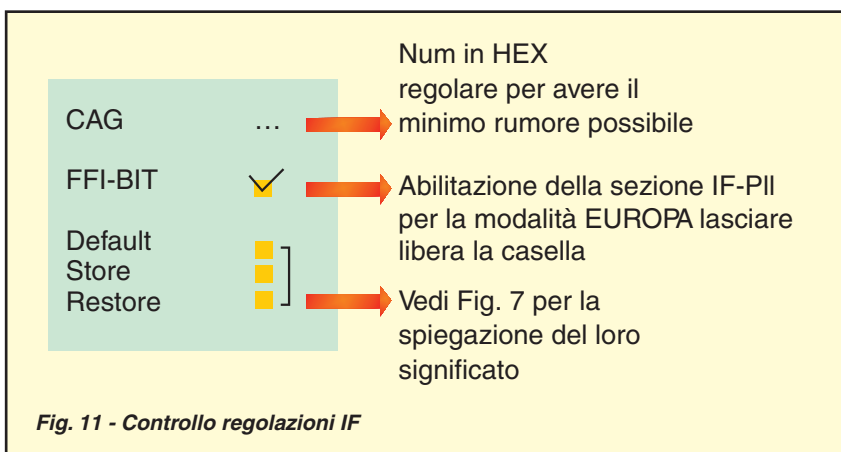 Num in HEX
regolare per avere il
CAG ... minimo rumore possibile
FFI-BIT Abilitazione della sezione IF-Pll
per la modalità EUROPA lasciare
libera la casella
Default
Store
Restore Vedi Fig. 7 per la
spiegazione del loro
significato
Fig. 11 - Controllo regolazioni IF